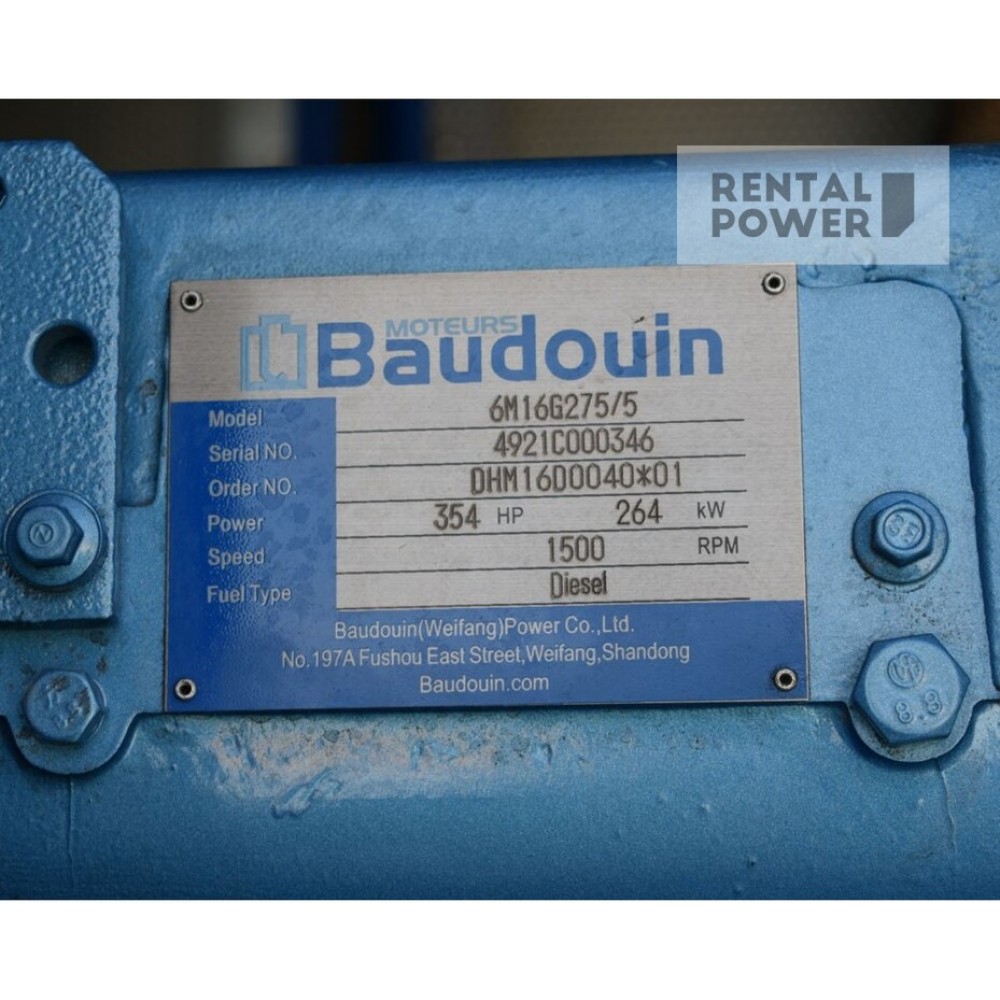 RENTAL
POWER
MOTEURS
Baudouin
Model 6M16G275/5
Serial NO. 4921C000346
Order NO. DHM16D0040*01
Power 354 HP 264 kW
Speed 1500 RPM
Fuel Type Diesel
Baudouin(Weifang)Power Co.,Ltd.
No.197A Fushou East Street,Weifang,Shandong
Baudouin.com
8.8